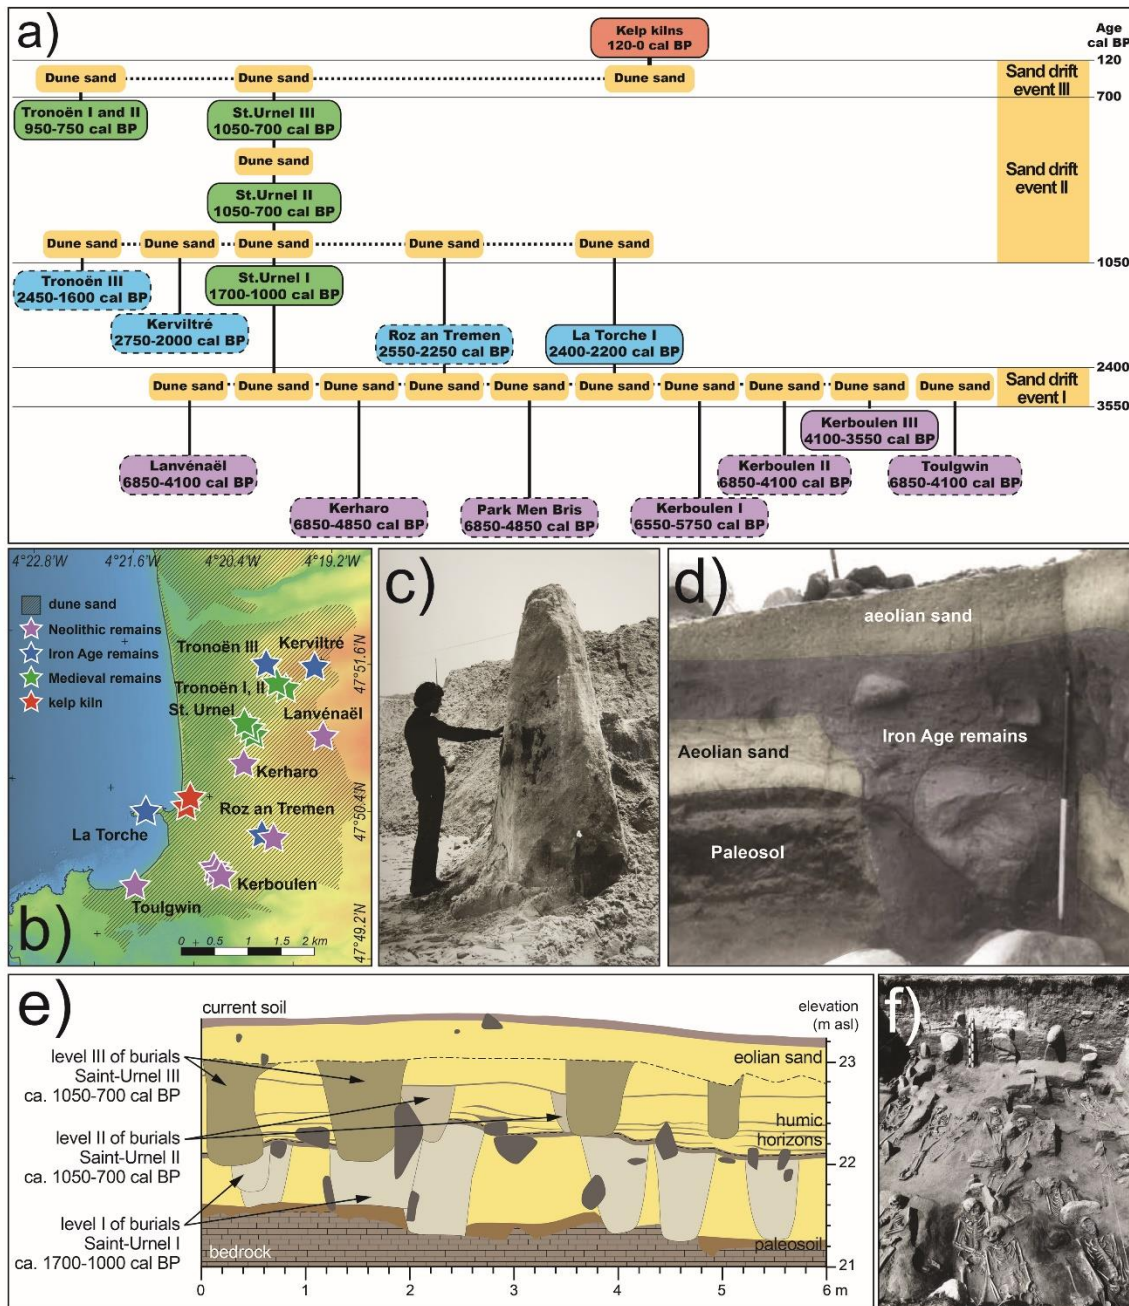 a)
Kelp kilns
120-0 cal BP
Age
cal BP
120
Dune sand
Dune sand
Dune sand
Sand drift
event III
700
Tronoën I and II
950-750 cal BP
St.Urnel III
1050-700 cal BP
Dune sand
Sand drift
event II
St.Urnel II
1050-700 cal BP
Dune sand
Dune sand
Dune sand
Dune sand
Dune sand
1050
Tronoën III
2450-1600 cal BP
St.Urnel I
1700-1000 cal BP
Kerviltré
2750-2000 cal BP
Roz an Tremen
2550-2250 cal BP
La Torche I
2400-2200 cal BP
2400
Dune sand
Dune sand
Dune sand
Dune sand
Dune sand
Dune sand
Dune sand
Dune sand
Dune sand
Dune sand
Sand drift
event I
3550
Kerboulen III
4100-3550 cal BP
Lanvénaël
6850-4100 cal BP
Kerboulen II
6850-4100 cal BP
Toulgwin
6850-4100 cal BP
Kerharo
6850-4850 cal BP
Park Men Bris
6850-4850 cal BP
Kerboulen I
6550-5750 cal BP
b)
4°22.8'W
4°21.6'W
4°20.4'W
4°19.2'W
dune sand
Neolithic remains
Iron Age remains
Medieval remains
kelp kiln
Tronoën III
Kerviltré
47°51.6'N
Tronoën I, II
St. Urnel
Lanvénaël
Kerharo
Roz an Tremen
47°50.4'N
La Torche
Kerboulen
Toulgwin
47°49.2'N
0 0.5 1 1.5 2 km
c)
d)
aeolian sand
Iron Age remains
Aeolian sand
Paleosol
e)
current soil
elevation
(m asl)
level III of burials
Saint-Urnel III
ca. 1050-700 cal BP
eolian sand
23
level II of burials
Saint-Urnel II
ca. 1050-700 cal BP
humic
horizons
22
level I of burials
Saint-Urnel I
ca. 1700-1000 cal BP
bedrock
paleosoil
21
0 1 2 3 4 5 6 m
f)